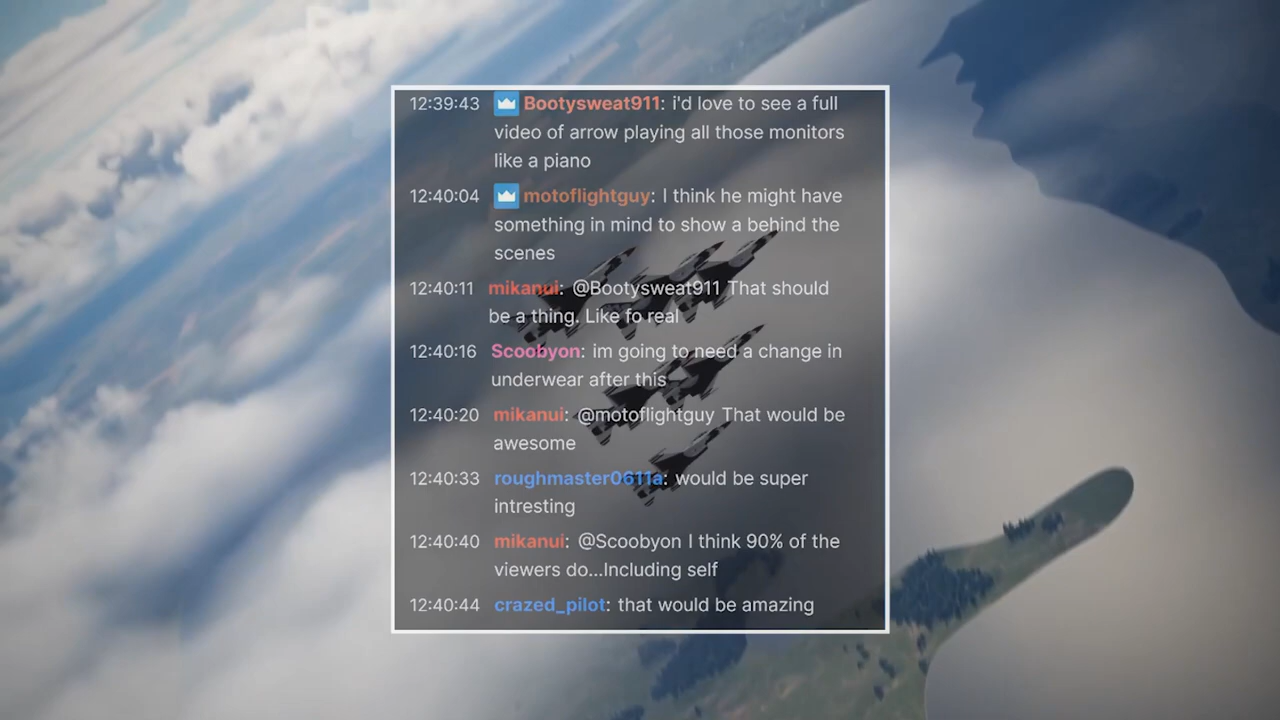 12:39:43 Bootysweat911: i'd love to see a full
video of arrow playing all those monitors
like a piano
12:40:04 motoflightguy: I think he might have
something in mind to show a behind the
scenes
12:40:11 mikanui: @Bootysweat911 That should
be a thing. Like fo real
12:40:16 Scoobyon: im going to need a change in
underwear after this
12:40:20 mikanui: @motoflightguy That would be
awesome
12:40:33 roughmaster0611a: would be super
intresting
12:40:40 mikanui: @Scoobyon I think 90% of the
viewers do...Including self
12:40:44 crazed_pilot: that would be amazing